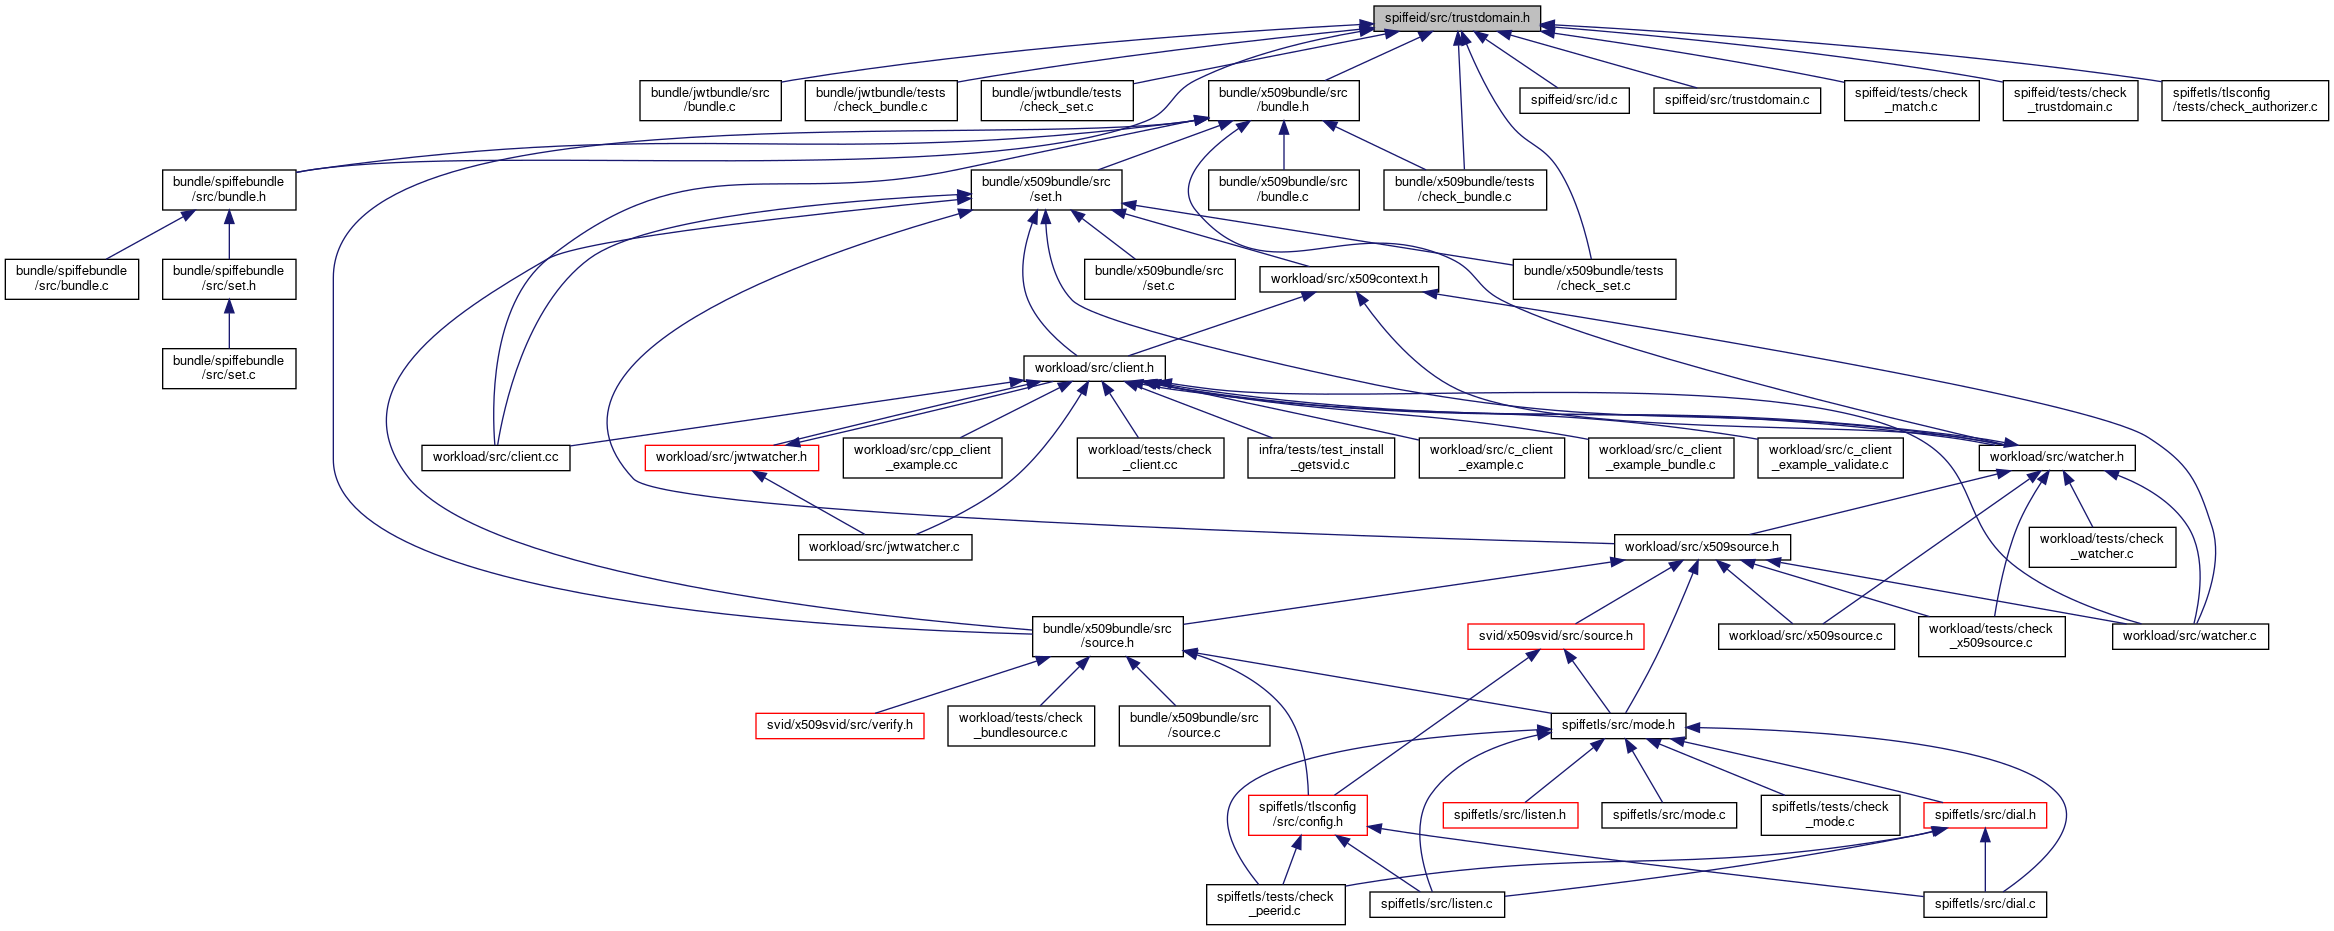 spiffeid/src/trustdomain.h
bundle/jwtbundle/src
/bundle.c
bundle/jwtbundle/tests
/check_bundle.c
bundle/jwtbundle/tests
/check_set.c
bundle/x509bundle/src
/bundle.h
spiffeid/src/id.c
spiffeid/src/trustdomain.c
spiffeid/tests/check
_match.c
spiffeid/tests/check
_trustdomain.c
spiffetls/tlsconfig
/tests/check_authorizer.c
bundle/spiffebundle
/src/bundle.h
bundle/x509bundle/src
/set.h
bundle/x509bundle/src
/bundle.c
bundle/x509bundle/tests
/check_bundle.c
bundle/spiffebundle
/src/bundle.c
bundle/spiffebundle
/src/set.h
bundle/x509bundle/src
/set.c
workload/src/x509context.h
bundle/x509bundle/tests
/check_set.c
bundle/spiffebundle
/src/set.c
workload/src/client.h
workload/src/client.cc
workload/src/jwtwatcher.h
workload/src/cpp_client
_example.cc
workload/tests/check
_client.cc
infra/tests/test_install
_getsvid.c
workload/src/c_client
_example.c
workload/src/c_client
_example_bundle.c
workload/src/c_client
_example_validate.c
workload/src/watcher.h
workload/src/jwtwatcher.c
workload/src/x509source.h
workload/tests/check
_watcher.c
bundle/x509bundle/src
/source.h
svid/x509svid/src/source.h
workload/src/x509source.c
workload/tests/check
_x509source.c
workload/src/watcher.c
svid/x509svid/src/verify.h
workload/tests/check
_bundlesource.c
bundle/x509bundle/src
/source.c
spiffetls/src/mode.h
spiffetls/tlsconfig
/src/config.h
spiffetls/src/listen.h
spiffetls/src/mode.c
spiffetls/tests/check
_mode.c
spiffetls/src/dial.h
spiffetls/tests/check
_peerid.c
spiffetls/src/listen.c
spiffetls/src/dial.c